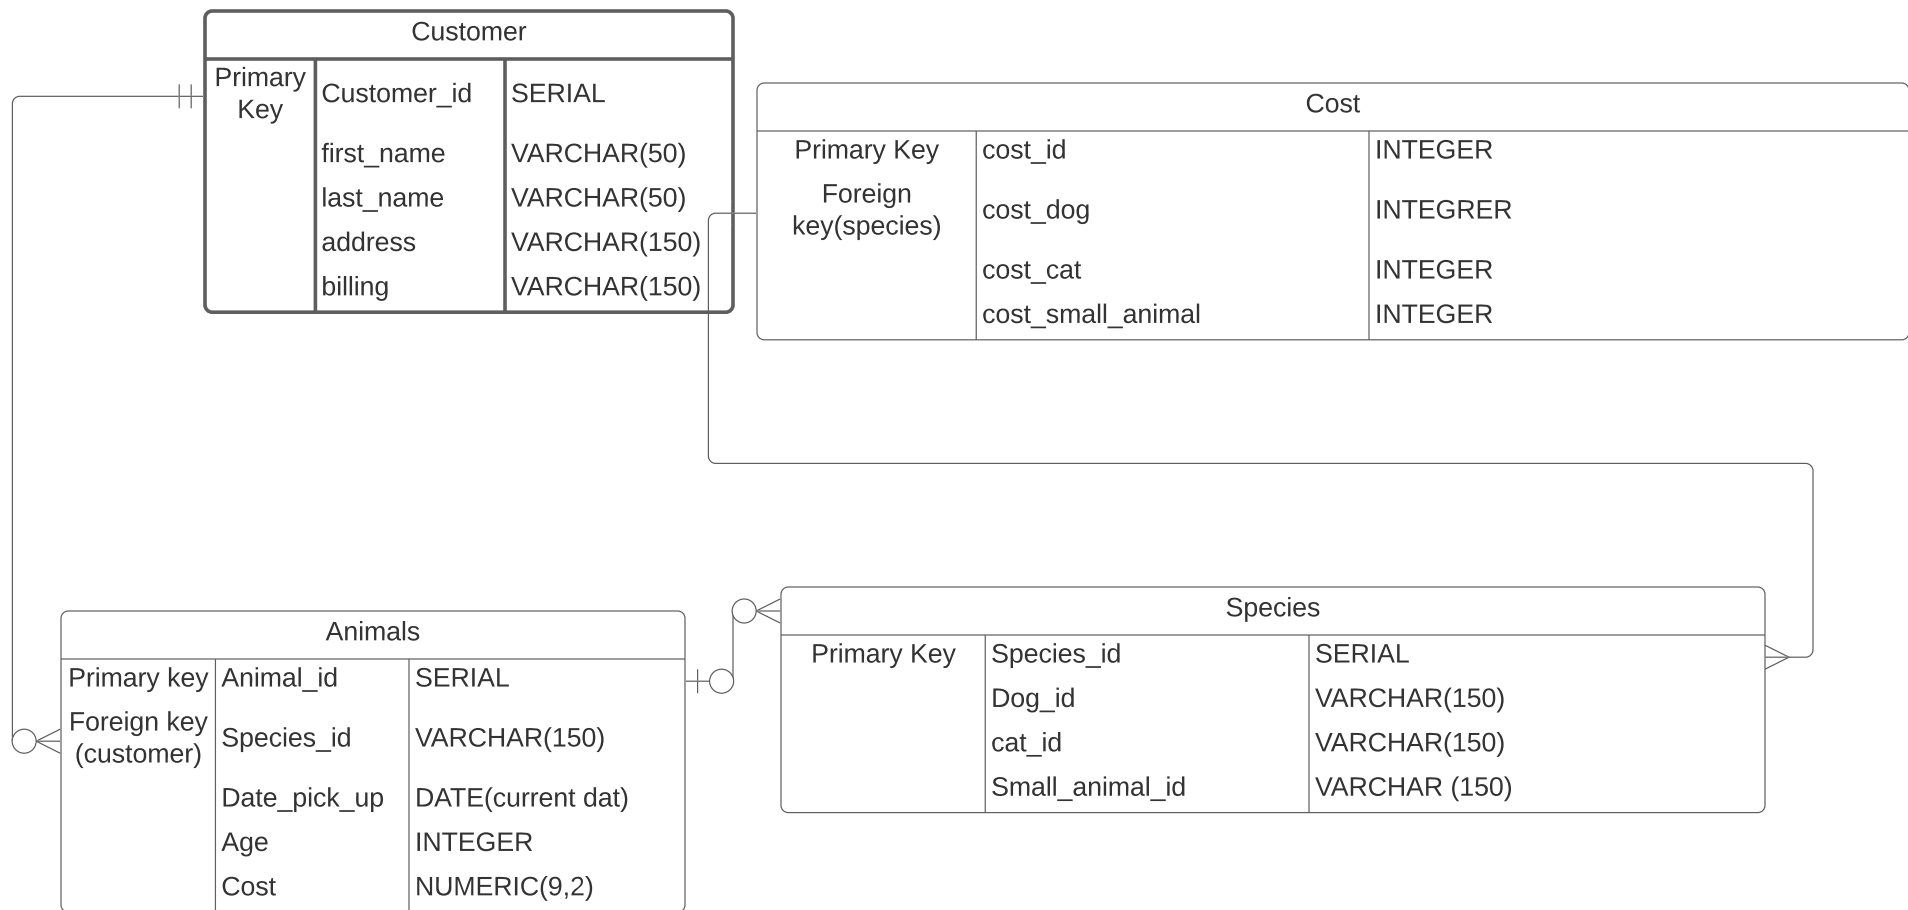 Customer
Primary Key Customer_id SERIAL
first_name VARCHAR(50)
last_name VARCHAR(50)
address VARCHAR(150)
billing VARCHAR(150)
Cost
Primary Key cost_id INTEGER
Foreign key(species) cost_dog INTEGRER
cost_cat INTEGER
cost_small_animal INTEGER
Animals
Primary key Animal_id SERIAL
Foreign key (customer) Species_id VARCHAR(150)
Date_pick_up DATE(current dat)
Age INTEGER
Cost NUMERIC(9,2)
Species
Primary Key Species_id SERIAL
Dog_id VARCHAR(150)
cat_id VARCHAR(150)
Small_animal_id VARCHAR (150)